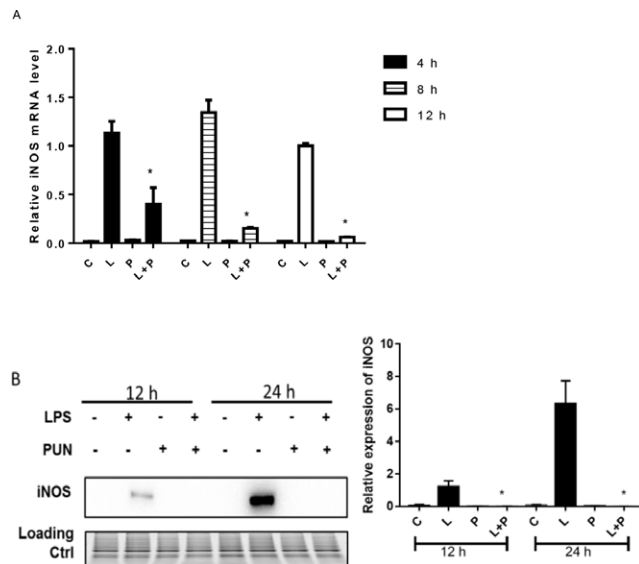 A
Relative iNOS mRNA level
2.0
1.5
1.0
0.5
0.0
C L P L+P C L P L+P C L P L+P
4 h
8 h
12 h
*
*
*
B
12 h 24 h
LPS - + - + - + - +
PUN - - + + - - + +
iNOS
Loading
Ctrl
Relative expression of iNOS
10
8
6
4
2
0
* *
C L P L+P C L P L+P
12 h 24 h